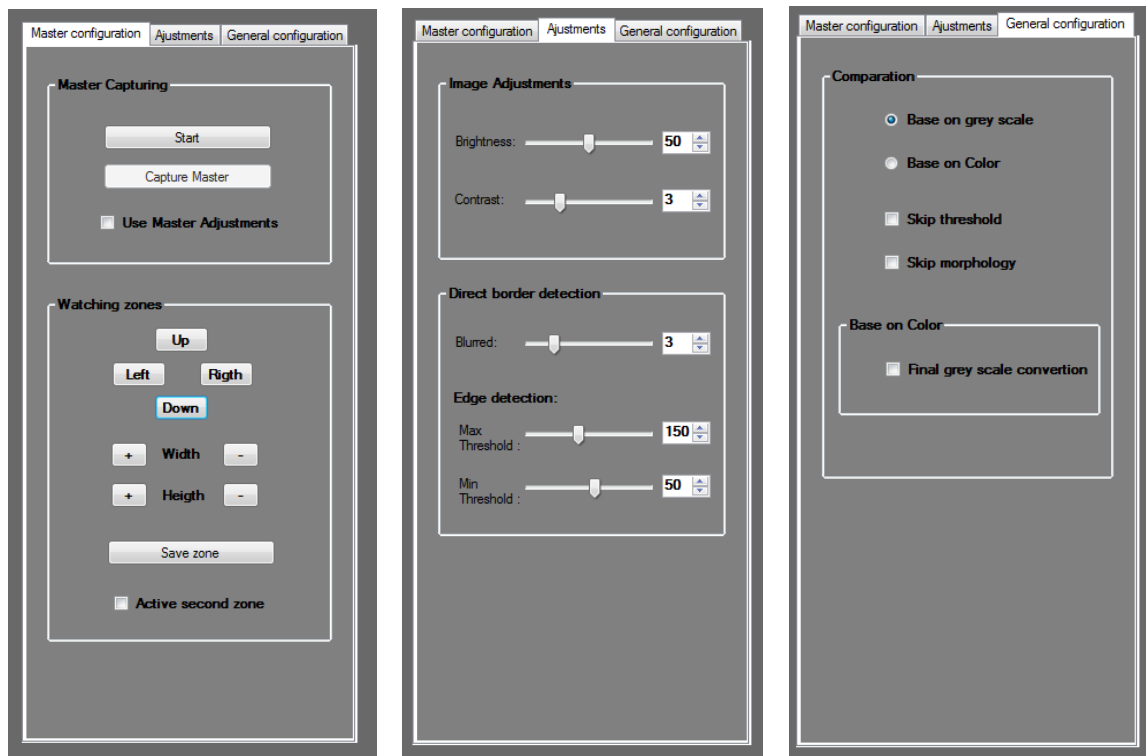 Master configuration Ajustments General configuration
Master Capturing
Start
Capture Master
Use Master Adjustments
Watching zones
Up
Left Rigth
Down
+ Width -
+ Heigth -
Save zone
Active second zone
Master configuration Ajustments General configuration
Image Adjustments
Brightness: 50
Contrast: 3
Direct border detection
Blurred: 3
Edge detection:
Max
Threshold : 150
Min
Threshold : 50
Master configuration Ajustments General configuration
Comparation
Base on grey scale
Base on Color
Skip threshold
Skip morphology
Base on Color
Final grey scale convertion